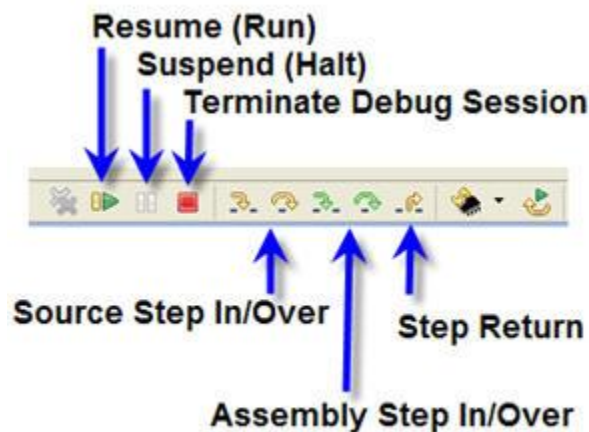 Resume (Run)
Suspend (Halt)
Terminate Debug Session
Source Step In/Over
Step Return
Assembly Step In/Over